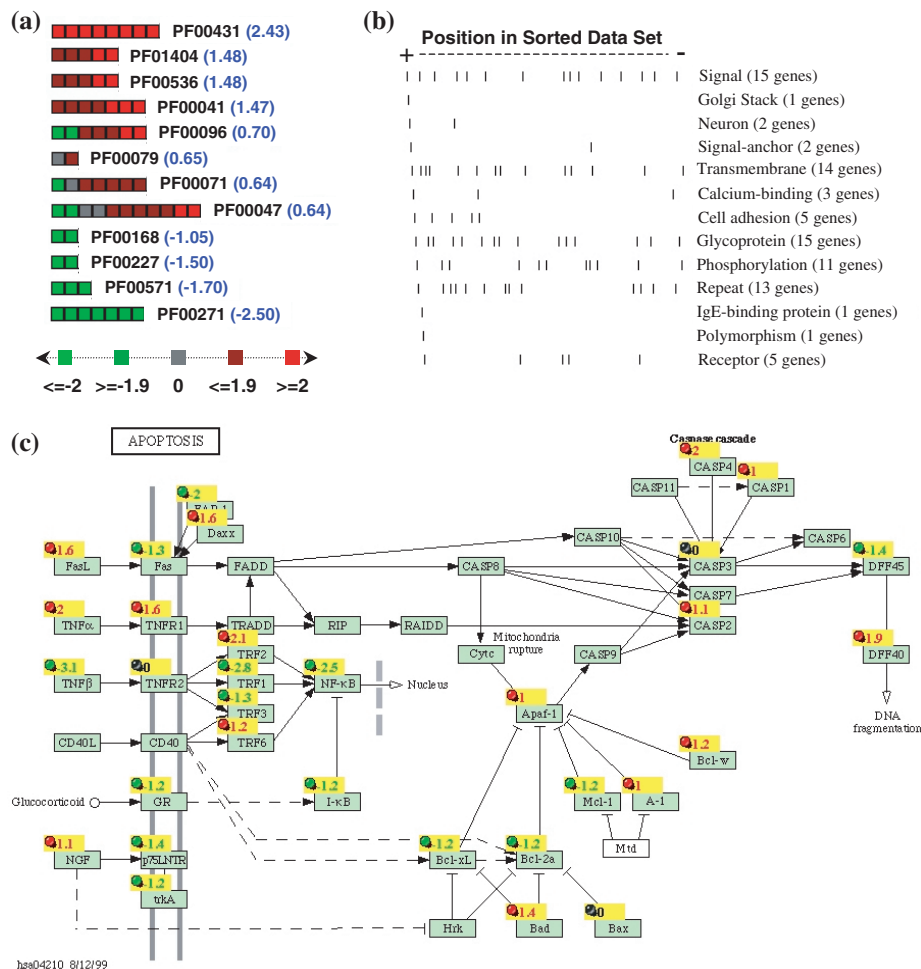 (a)
PF00431 (2.43)
PF01404 (1.48)
PF00536 (1.48)
PF00041 (1.47)
PF00096 (0.70)
PF00079 (0.65)
PF00071 (0.64)
PF00047 (0.64)
PF00168 (-1.05)
PF00227 (-1.50)
PF00571 (-1.70)
PF00271 (-2.50)
<=-2 >=-1.9 0 <=1.9 >=2
(b)
Position in Sorted Data Set
+ -
Signal (15 genes)
Golgi Stack (1 genes)
Neuron (2 genes)
Signal-anchor (2 genes)
Transmembrane (14 genes)
Calcium-binding (3 genes)
Cell adhesion (5 genes)
Glycoprotein (15 genes)
Phosphorylation (11 genes)
Repeat (13 genes)
IgE-binding protein (1 genes)
Polymorphism (1 genes)
Receptor (5 genes)
(c)
APOPTOSIS
Caspase cascade
2
CASP4
CASP11
1
CASP1
-2
1.6
Daxx
CASP10
CASP6
1.6
FasL
-1.3
Fas
FADD
CASP8
0
CASP3
-1.4
DFF45
CASP7
2
TNFα
1.6
TNFR1
TRADD
RIP
RAIDD
1.1
CASP2
2.1
TRF2
Mitochondria
rupture
Cytc
CASP9
1.9
DFF40
-3.1
TNFβ
0
TNFR2
-2.8
TRF1
-2.5
NF-κB
Nucleus
-1.3
TRF3
1
Apaf-1
DNA
fragmentation
CD40L
CD40
1.2
TRF6
1.2
Bcl-w
Glucocorticoid
-1.2
GR
-1.2
I-κB
-1.2
Mcl-1
1
A-1
Mtd
1.1
NGF
-1.4
p75LNTR
-1.2
Bcl-xL
-1.2
Bcl-2a
-1.2
trkA
Hrk
1.4
Bad
0
Bax
hsa04210 8/12/99